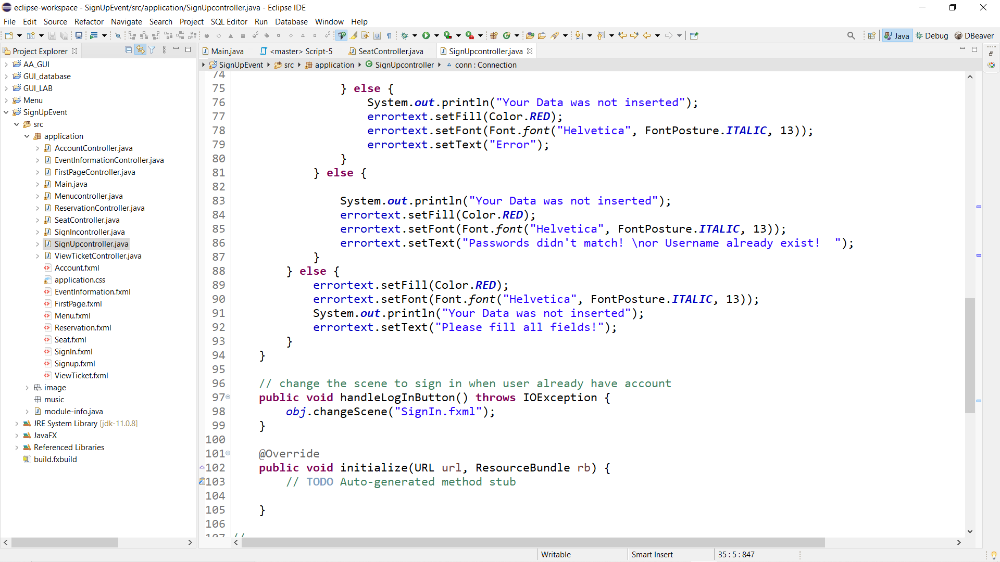 eclipse-workspace - SignUpEvent/src/application/SignUpcontroller.java - Eclipse IDE
File Edit Source Refactor Navigate Search Project SQL Editor Run Database Window Help
Java Debug DBeaver
Project Explorer
Main.java <master> Script-5 SeatController.java SignUpcontroller.java
SignUpEvent src application SignUpcontroller conn : Connection
AA_GUI
GUI_database
GUI_LAB
Menu
SignUpEvent
src
application
AccountController.java
EventInformationController.java
FirstPageController.java
Main.java
Menucontroller.java
ReservationController.java
SeatController.java
SignIncontroller.java
SignUpcontroller.java
ViewTicketController.java
Account.fxml
application.css
EventInformation.fxml
FirstPage.fxml
Menu.fxml
Reservation.fxml
Seat.fxml
SignIn.fxml
Signup.fxml
ViewTicket.fxml
image
music
module-info.java
JRE System Library [jdk-11.0.8]
JavaFX
Referenced Libraries
build.fxbuild
74
75 } else {
76 System.out.println("Your Data was not inserted");
77 errortext.setFill(Color.RED);
78 errortext.setFont(Font.font("Helvetica", FontPosture.ITALIC, 13));
79 errortext.setText("Error");
80 }
81 } else {
82
83 System.out.println("Your Data was not inserted");
84 errortext.setFill(Color.RED);
85 errortext.setFont(Font.font("Helvetica", FontPosture.ITALIC, 13));
86 errortext.setText("Passwords didn't match! \nor Username already exist!  ");
87 }
88 } else {
89 errortext.setFill(Color.RED);
90 errortext.setFont(Font.font("Helvetica", FontPosture.ITALIC, 13));
91 System.out.println("Your Data was not inserted");
92 errortext.setText("Please fill all fields!");
93 }
94 }
95
96 // change the scene to sign in when user already have account
97 public void handleLogInButton() throws IOException {
98 obj.changeScene("SignIn.fxml");
99 }
100
101 @Override
102 public void initialize(URL url, ResourceBundle rb) {
103 // TODO Auto-generated method stub
104
105 }
106
107 //
Writable Smart Insert 35 : 5 : 847